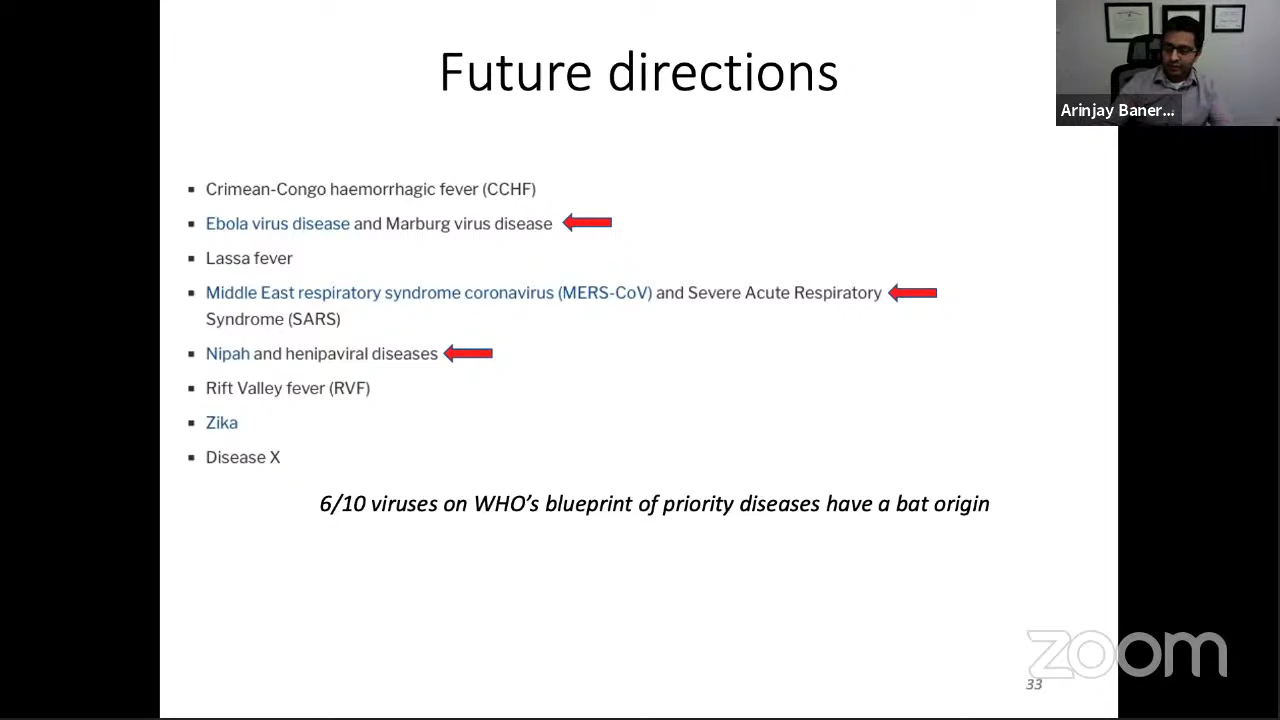 Future directions
Arinjay Baner...
▪ Crimean-Congo haemorrhagic fever (CCHF)
▪ Ebola virus disease and Marburg virus disease
▪ Lassa fever
▪ Middle East respiratory syndrome coronavirus (MERS-CoV) and Severe Acute Respiratory
Syndrome (SARS)
▪ Nipah and henipaviral diseases
▪ Rift Valley fever (RVF)
▪ Zika
▪ Disease X
6/10 viruses on WHO’s blueprint of priority diseases have a bat origin
zoom
33